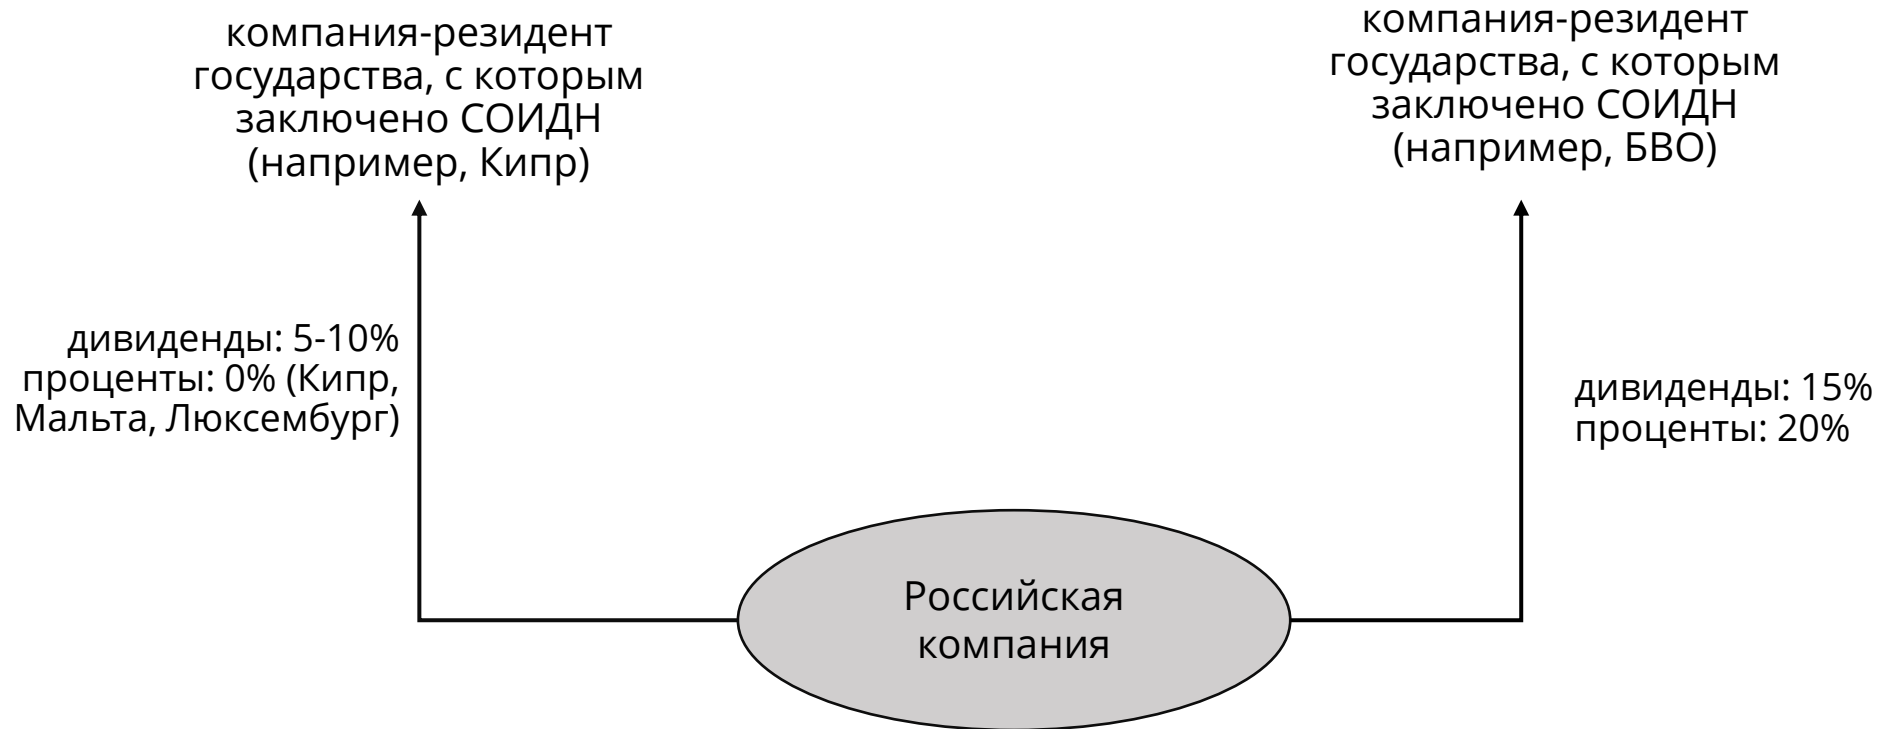 компания-резидент
государства, с которым
заключено СОИДН
(например, Кипр)
компания-резидент
государства, с которым
заключено СОИДН
(например, БВО)
дивиденды: 5-10%
проценты: 0% (Кипр,
Мальта, Люксембург)
дивиденды: 15%
проценты: 20%
Российская
компания